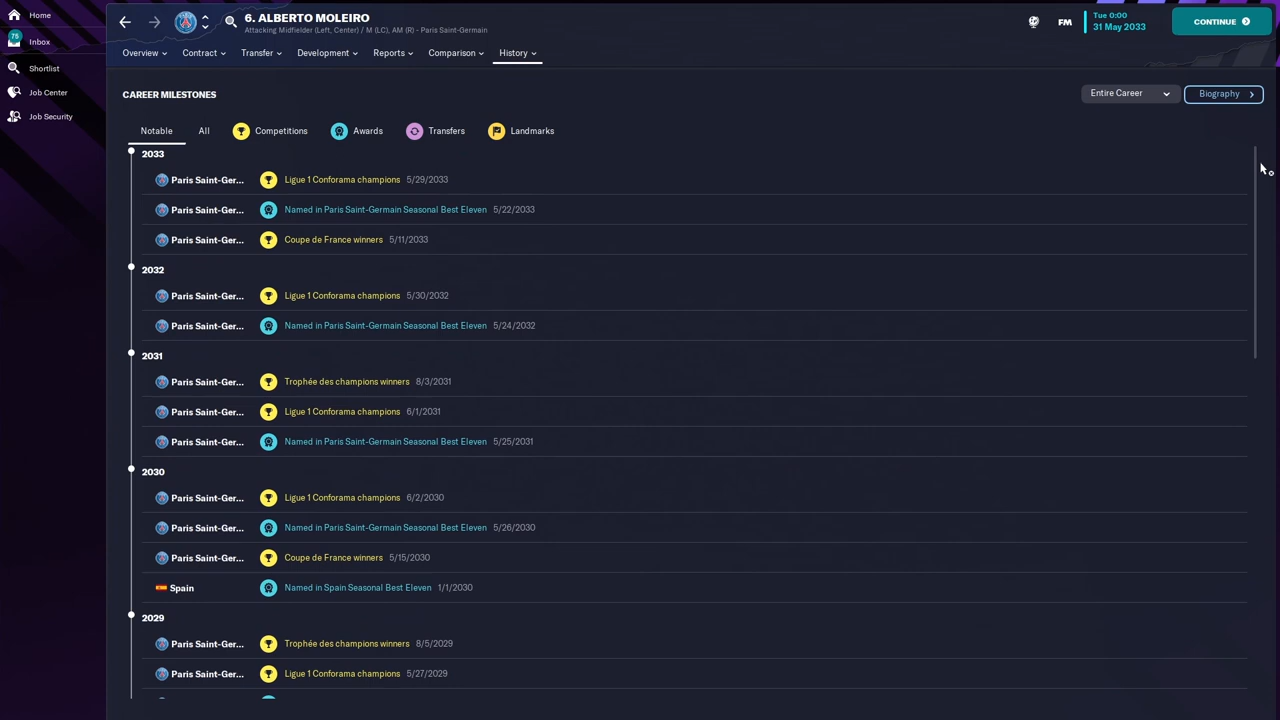 Home
75
Inbox
Shortlist
Job Center
Job Security
6. ALBERTO MOLEIRO
Attacking Midfielder (Left, Center) / M (LC), AM (R) - Paris Saint-Germain
FM
Tue 0:00
31 May 2033
CONTINUE
Overview
Contract
Transfer
Development
Reports
Comparison
History
CAREER MILESTONES
Entire Career
Biography
Notable
All
Competitions
Awards
Transfers
Landmarks
2033
Paris Saint-Ger... Ligue 1 Conforama champions 5/29/2033
Paris Saint-Ger... Named in Paris Saint-Germain Seasonal Best Eleven 5/22/2033
Paris Saint-Ger... Coupe de France winners 5/11/2033
2032
Paris Saint-Ger... Ligue 1 Conforama champions 5/30/2032
Paris Saint-Ger... Named in Paris Saint-Germain Seasonal Best Eleven 5/24/2032
2031
Paris Saint-Ger... Trophée des champions winners 8/3/2031
Paris Saint-Ger... Ligue 1 Conforama champions 6/1/2031
Paris Saint-Ger... Named in Paris Saint-Germain Seasonal Best Eleven 5/25/2031
2030
Paris Saint-Ger... Ligue 1 Conforama champions 6/2/2030
Paris Saint-Ger... Named in Paris Saint-Germain Seasonal Best Eleven 5/26/2030
Paris Saint-Ger... Coupe de France winners 5/15/2030
Spain Named in Spain Seasonal Best Eleven 1/1/2030
2029
Paris Saint-Ger... Trophée des champions winners 8/5/2029
Paris Saint-Ger... Ligue 1 Conforama champions 5/27/2029